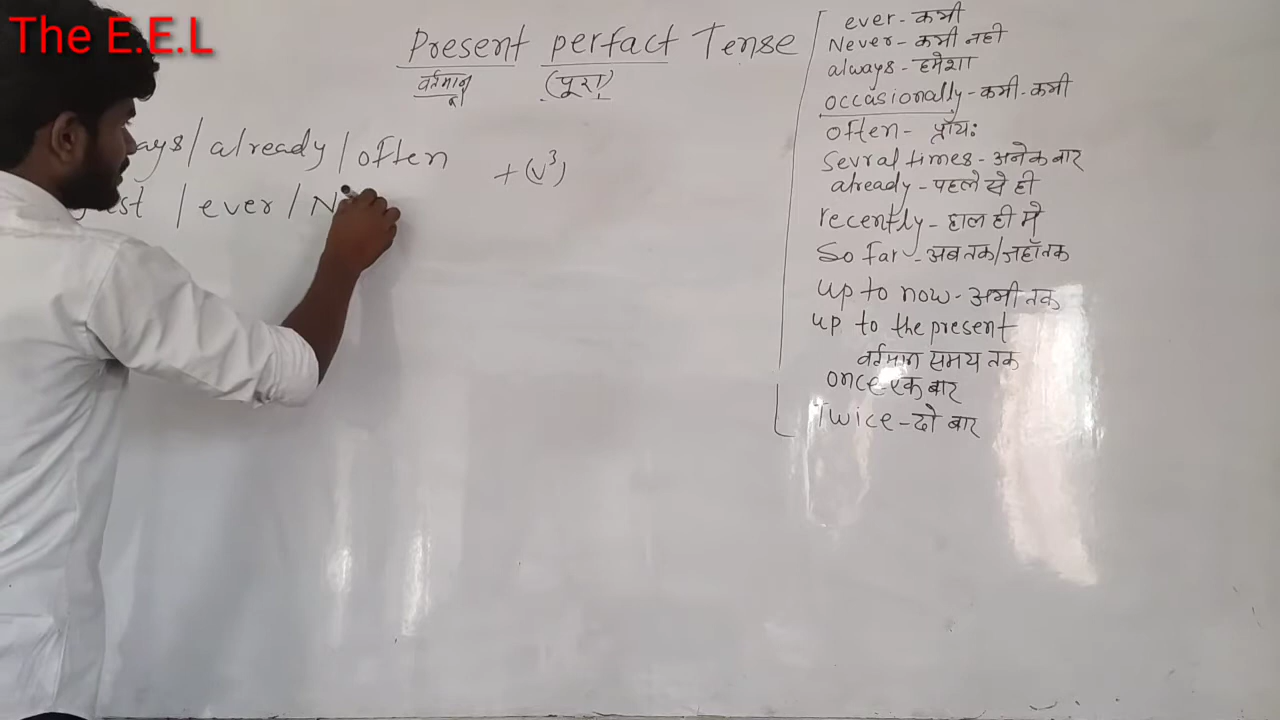 The E.E.L
Present perfact Tense
वर्तमान (पूरा)
/ already / often + (v³)
/ ever / N
ever - कभी
Never - कभी नही
always - हमेशा
occasionally - कभी-कभी
often - प्रॉयः
Sevral times - अनेक बार
already - पहले से ही
recently - हाल ही मे
So far - अब तक/जहाँ तक
up to now - अभी तक
up to the present
वर्तमान समय तक
once - एक बार
Twice - दो बार